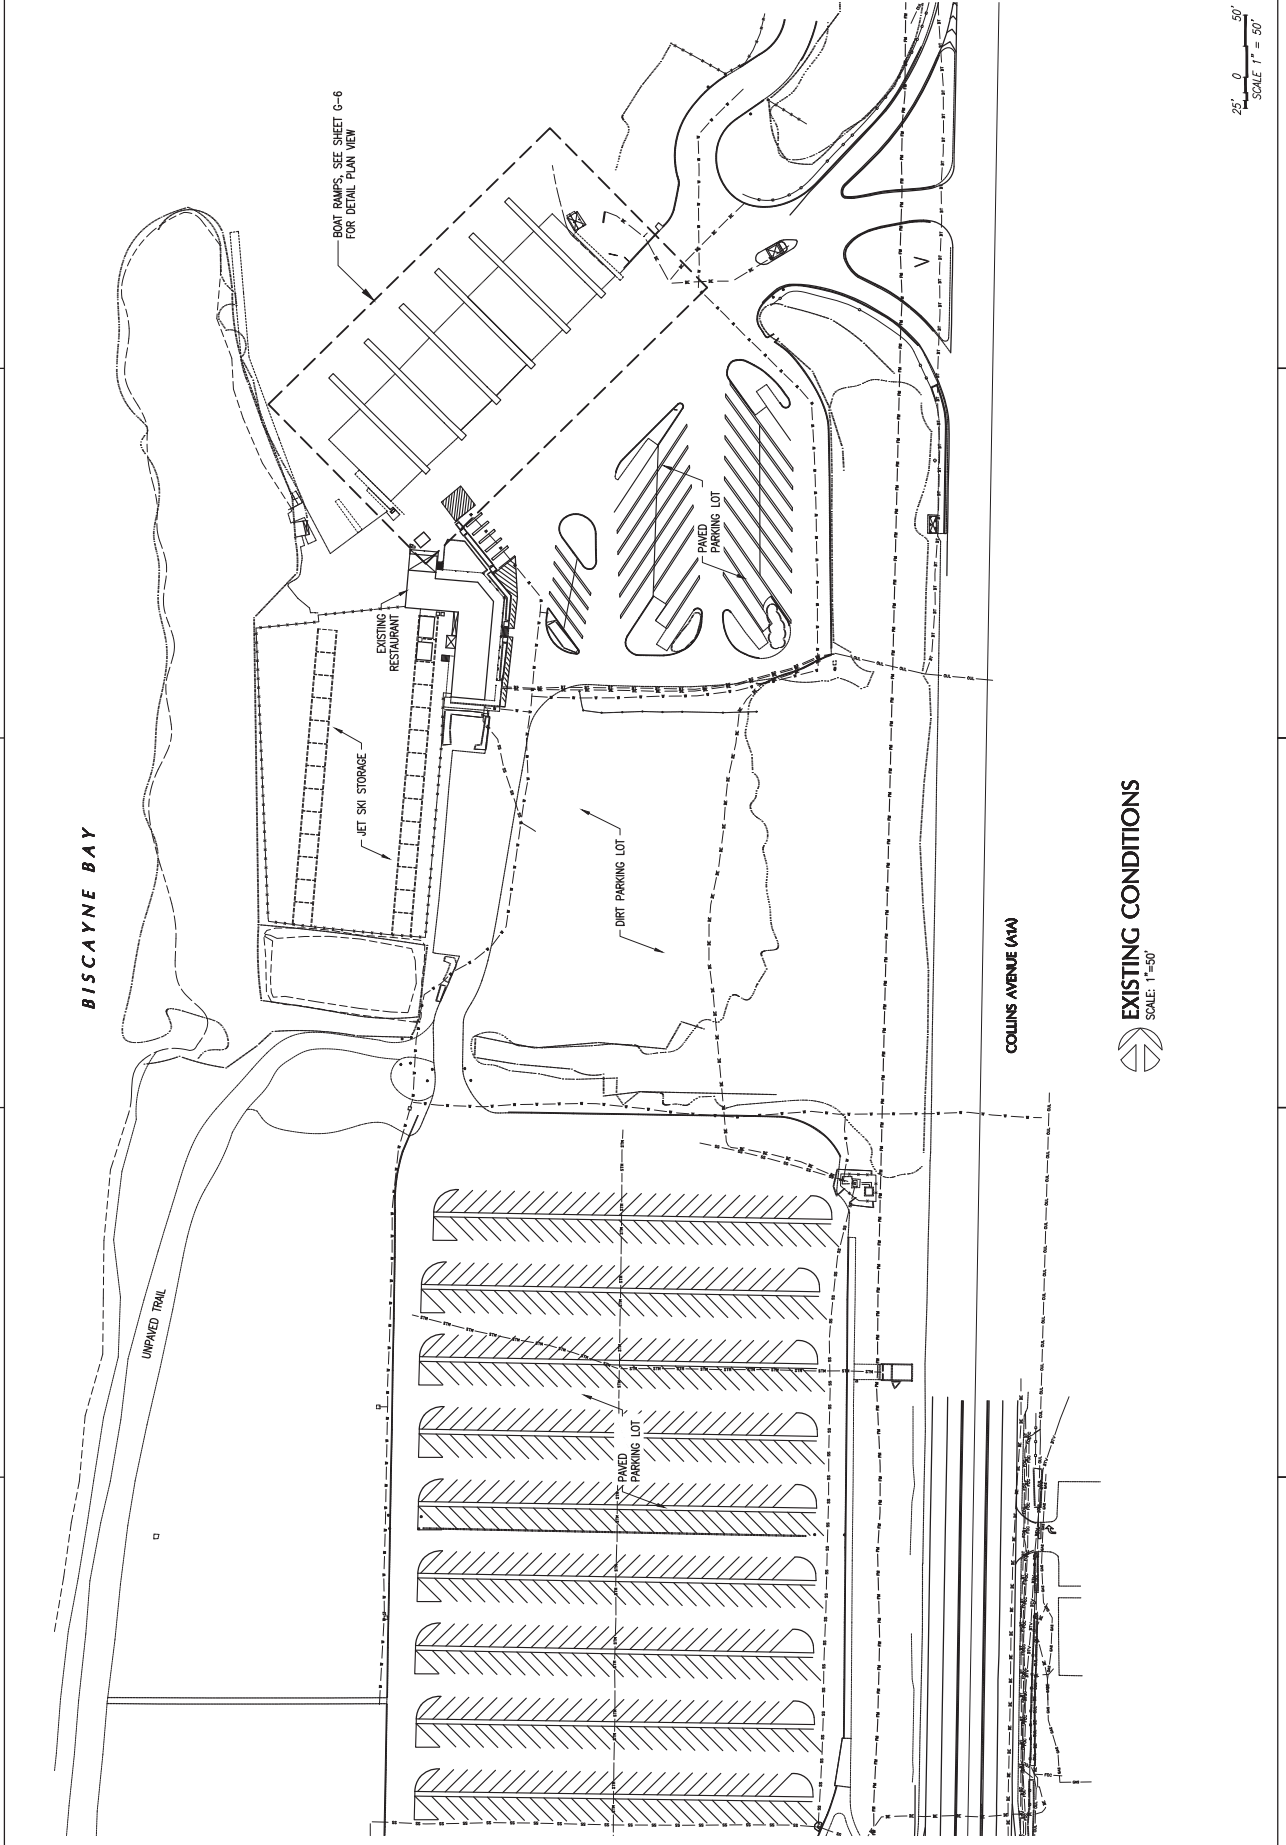 BISCAYNE BAY
BOAT RAMPS, SEE SHEET G-6
FOR DETAIL PLAN VIEW
EXISTING
RESTAURANT
JET SKI STORAGE
PAVED
PARKING LOT
DIRT PARKING LOT
UNPAVED TRAIL
PAVED
PARKING LOT
COLLINS AVENUE (A1A)
EXISTING CONDITIONS
SCALE: 1"=50'
25' 0 50'
SCALE 1" = 50'